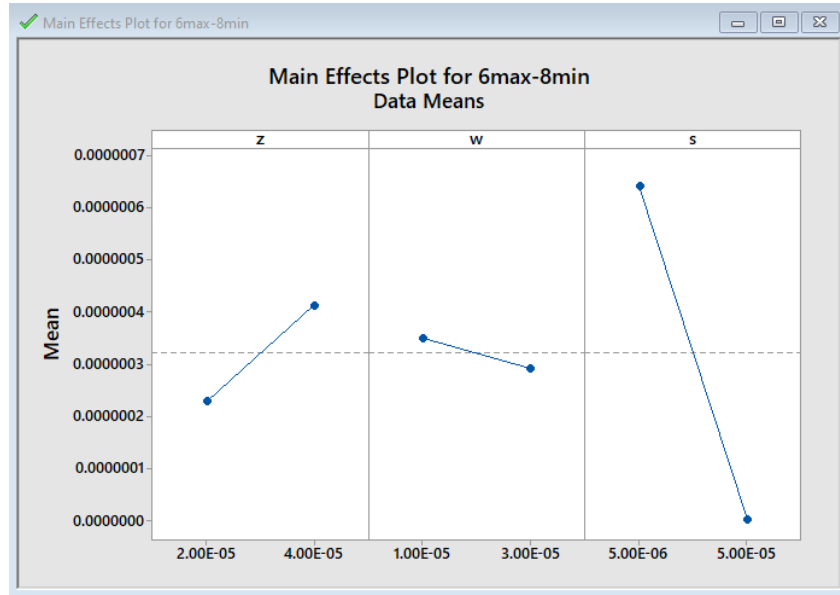 Main Effects Plot for 6max-8min
Main Effects Plot for 6max-8min
Data Means
Z W S
0.0000007
0.0000006
0.0000005
0.0000004
0.0000003
0.0000002
0.0000001
0.0000000
Mean
2.00E-05 4.00E-05 1.00E-05 3.00E-05 5.00E-06 5.00E-05